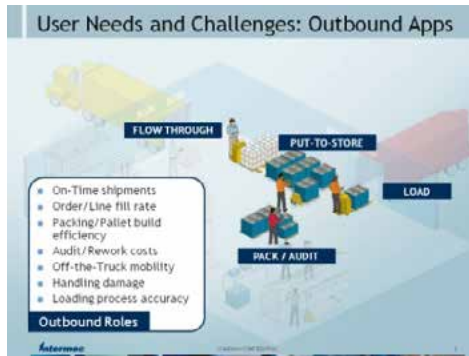 User Needs and Challenges: Outbound Apps
FLOW THROUGH
PUT-TO-STORE
LOAD
PACK / AUDIT
On-Time shipments
Order/Line fill rate
Packing/Pallet build
efficiency
Audit/Rework costs
Off-the-Truck mobility
Handling damage
Loading process accuracy
Outbound Roles
Intermec